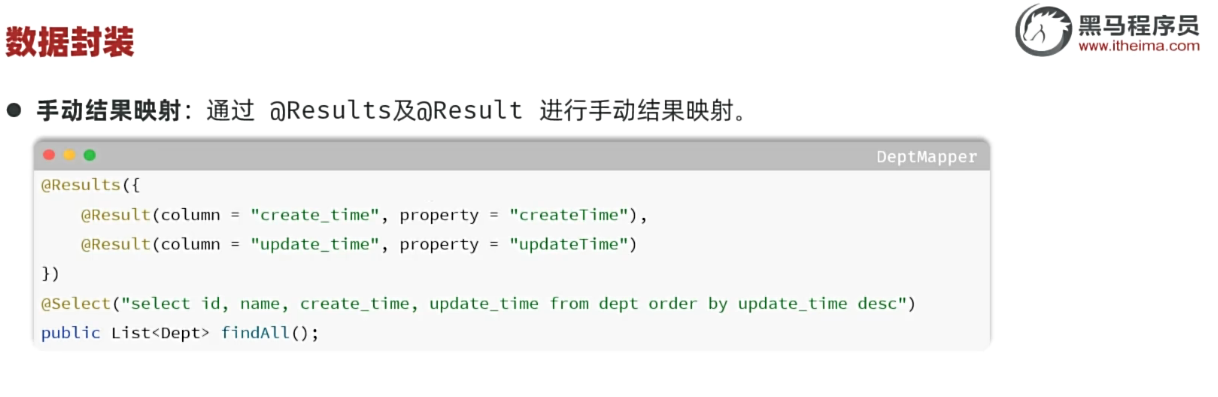 数据封装
黑马程序员
www.itheima.com
● 手动结果映射：通过 @Results及@Result 进行手动结果映射。
DeptMapper
@Results({
    @Result(column = "create_time", property = "createTime"),
    @Result(column = "update_time", property = "updateTime")
})
@Select("select id, name, create_time, update_time from dept order by update_time desc")
public List<Dept> findAll();